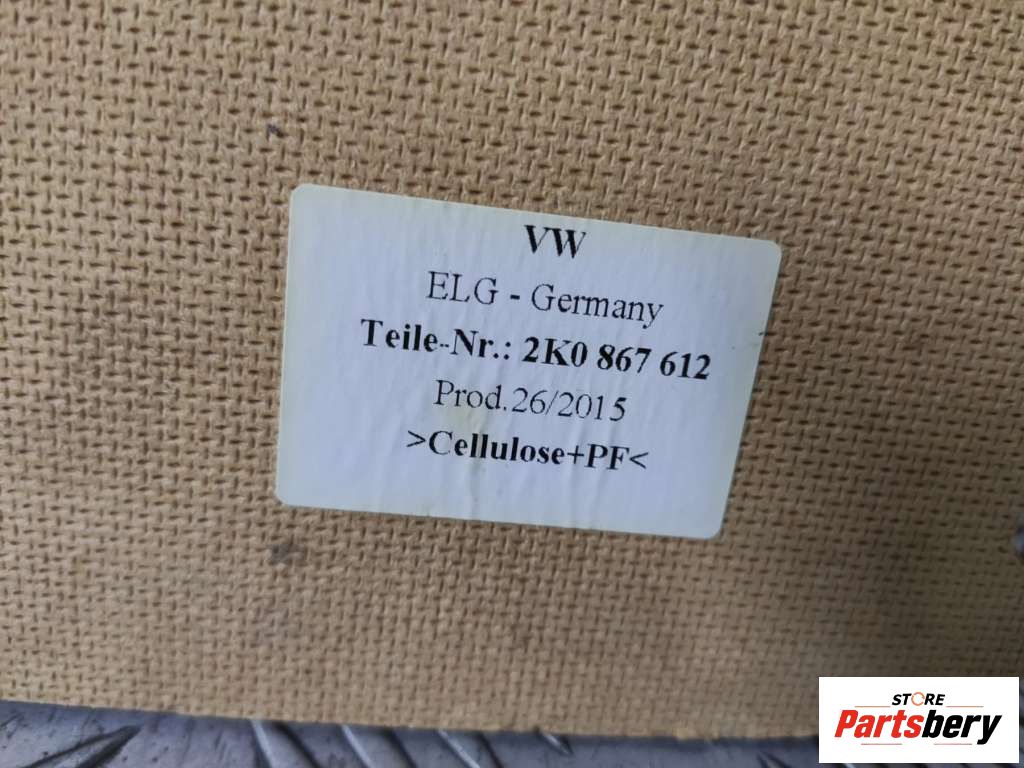 VW
ELG - Germany
Teile-Nr.: 2K0 867 612
Prod.26/2015
>Cellulose+PF<
STORE
Partsbery